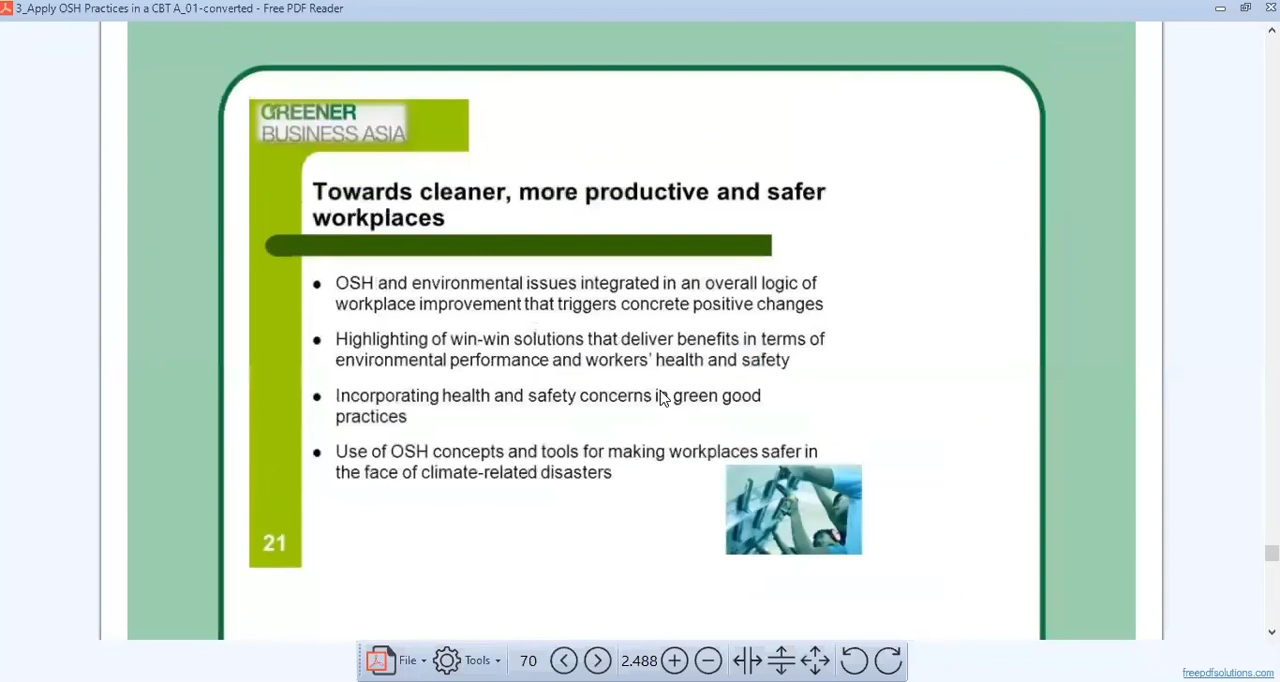 3_Apply OSH Practices in a CBT A_01-converted - Free PDF Reader
GREENER
BUSINESS ASIA
Towards cleaner, more productive and safer
workplaces
● OSH and environmental issues integrated in an overall logic of
workplace improvement that triggers concrete positive changes
● Highlighting of win-win solutions that deliver benefits in terms of
environmental performance and workers' health and safety
● Incorporating health and safety concerns in green good
practices
● Use of OSH concepts and tools for making workplaces safer in
the face of climate-related disasters
21
File Tools 70 2.488
freepdfsolutions.com